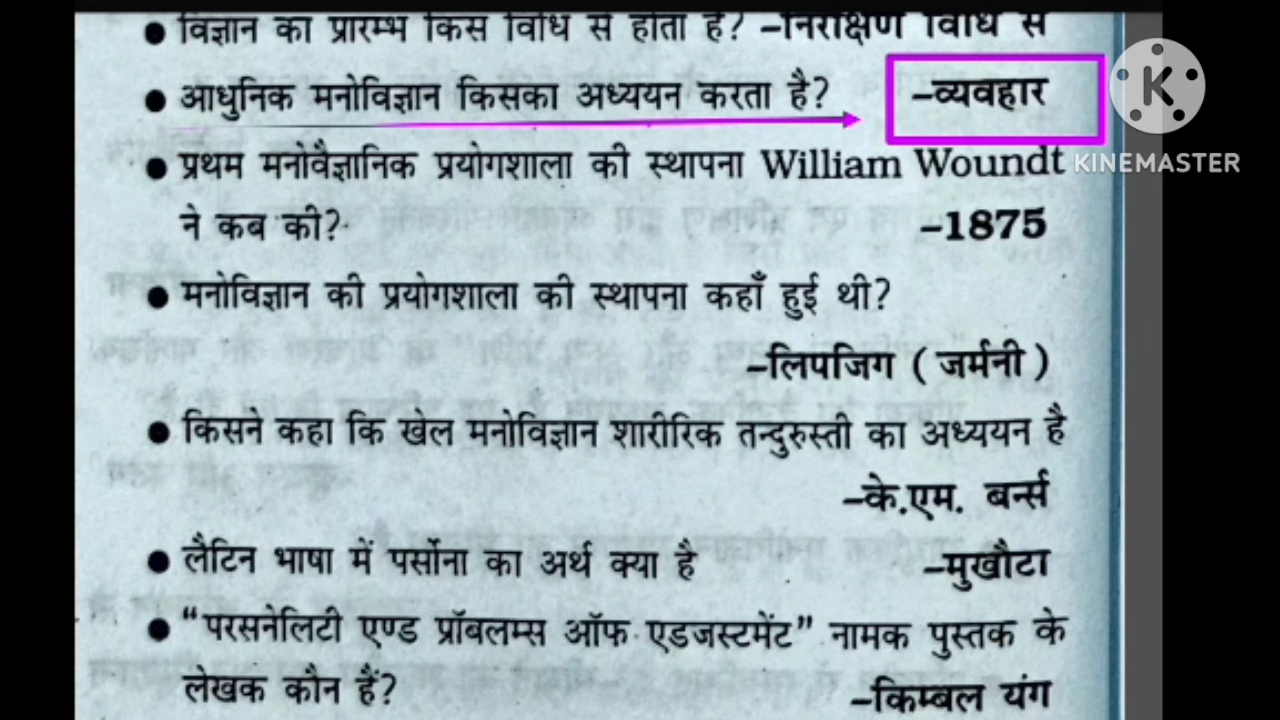 ● विज्ञान का प्रारम्भ किस विधि से होता है? –निरीक्षण विधि से
● आधुनिक मनोविज्ञान किसका अध्ययन करता है? –व्यवहार
● प्रथम मनोवैज्ञानिक प्रयोगशाला की स्थापना William Woundt
ने कब की? –1875
● मनोविज्ञान की प्रयोगशाला की स्थापना कहाँ हुई थी?
–लिपजिग ( जर्मनी )
● किसने कहा कि खेल मनोविज्ञान शारीरिक तन्दुरुस्ती का अध्ययन है
–के.एम. बर्न्स
● लैटिन भाषा में पर्सोना का अर्थ क्या है –मुखौटा
● “परसनेलिटी एण्ड प्रॉबलम्स ऑफ एडजस्टमेंट” नामक पुस्तक के
लेखक कौन हैं? –किम्बल यंग
K
KINEMASTER